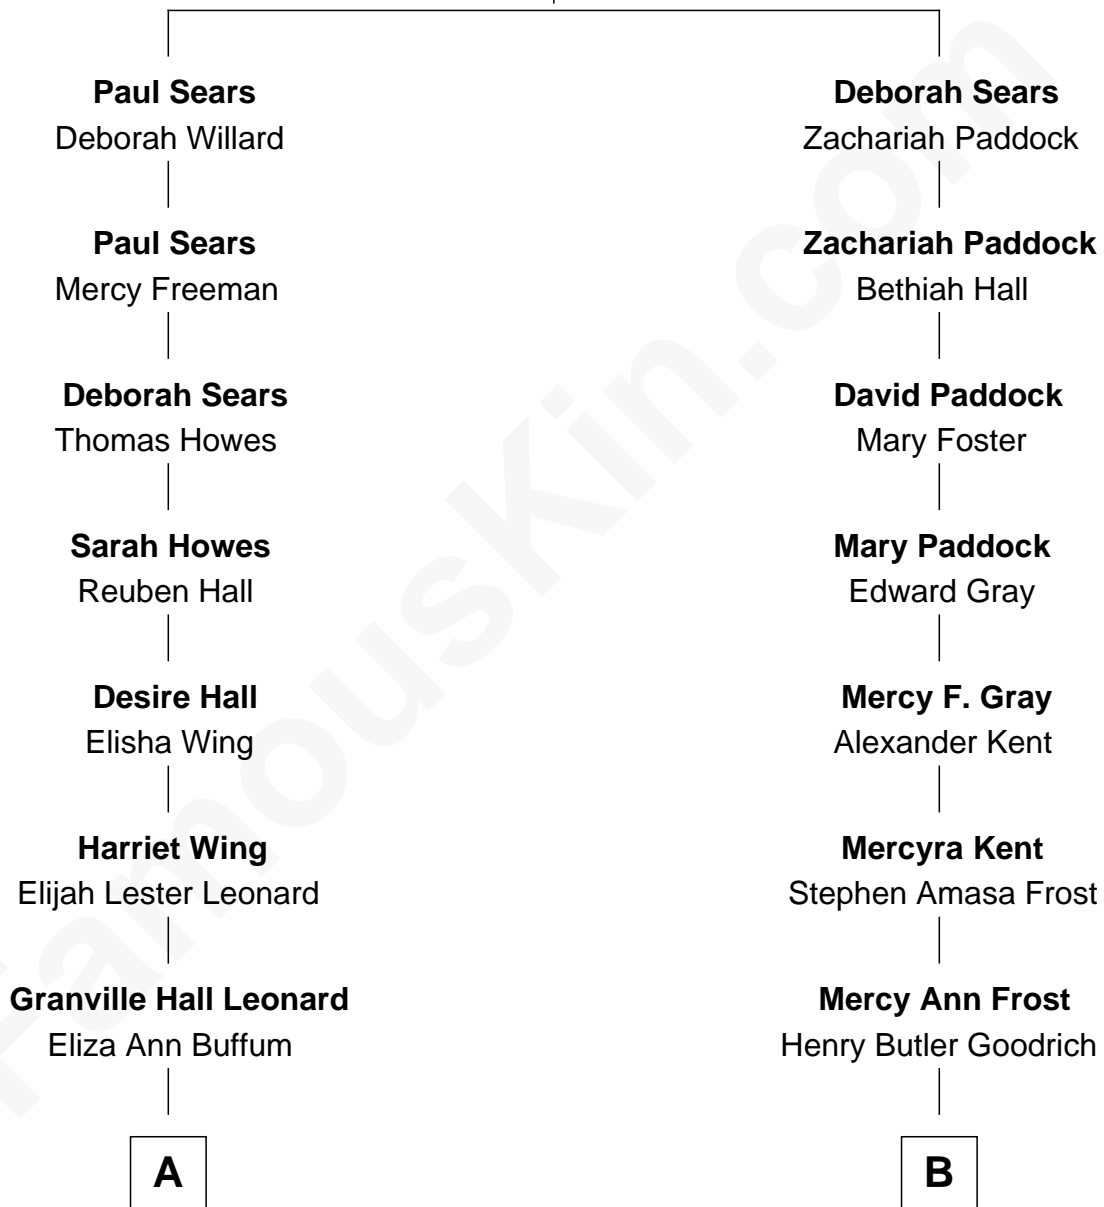 Paul Sears
Deborah Willard
Deborah Sears
Zachariah Paddock
Paul Sears
Mercy Freeman
Zachariah Paddock
Bethiah Hall
Deborah Sears
Thomas Howes
David Paddock
Mary Foster
Sarah Howes
Reuben Hall
Mary Paddock
Edward Gray
Desire Hall
Elisha Wing
Mercy F. Gray
Alexander Kent
Harriet Wing
Elijah Lester Leonard
Mercyra Kent
Stephen Amasa Frost
Granville Hall Leonard
Eliza Ann Buffum
Mercy Ann Frost
Henry Butler Goodrich
A
B
FamousKin.com